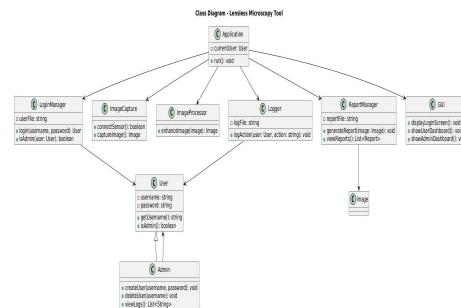 Class Diagram - Lensless Microscopy Tool
C Application
currentUser: User
run(): void
C LoginManager
userFile: string
login(username, password): User
isAdmin(user: User): boolean
C ImageCapture
connectSensor(): boolean
captureImage(): Image
C ImageProcessor
enhanceImage(image): Image
C Logger
logFile: string
logAction(user: User, action: string): void
C ReportManager
reportFile: string
generateReport(image: Image): void
viewReports(): List<Report>
C GUI
displayLoginScreen(): void
showUserDashboard(): void
showAdminDashboard(): v
C User
username: string
password: string
getUsername(): string
isAdmin(): boolean
C Image
C Admin
createUser(username, password): void
deleteUser(username): void
viewLogs(): List<String>